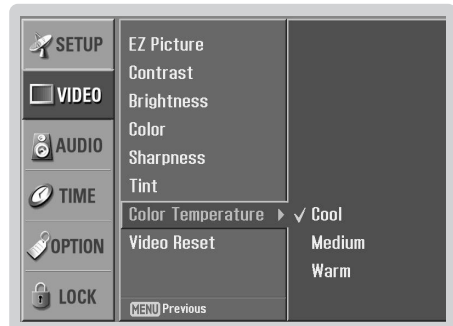 SETUP
VIDEO
AUDIO
TIME
OPTION
LOCK
EZ Picture
Contrast
Brightness
Color
Sharpness
Tint
Color Temperature
Video Reset
MENU Previous
Cool
Medium
Warm